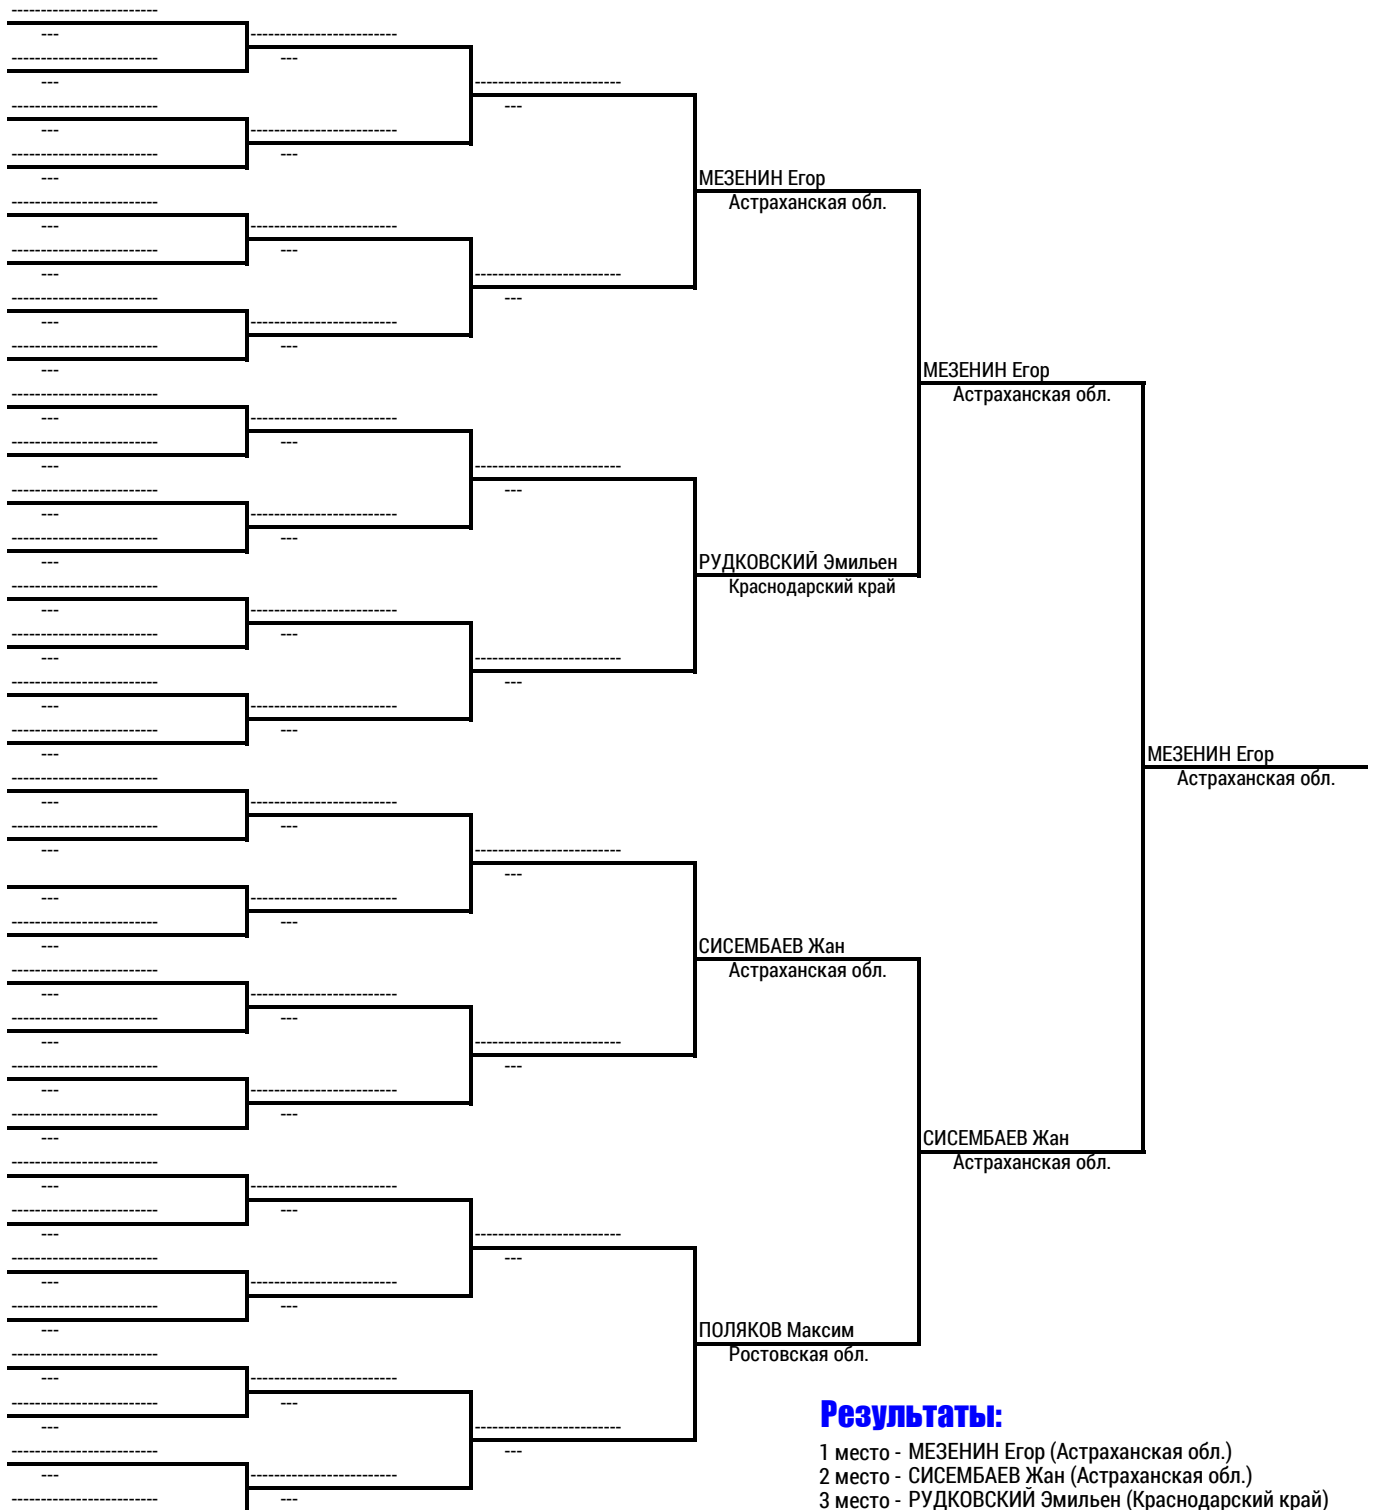 МЕЗЕНИН Егор
Астраханская обл.
МЕЗЕНИН Егор
Астраханская обл.
РУДКОВСКИЙ Эмильен
Краснодарский край
МЕЗЕНИН Егор
Астраханская обл.
СИСЕМБАЕВ Жан
Астраханская обл.
СИСЕМБАЕВ Жан
Астраханская обл.
ПОЛЯКОВ Максим
Ростовская обл.
Результаты:
1 место - МЕЗЕНИН Егор (Астраханская обл.)
2 место - СИСЕМБАЕВ Жан (Астраханская обл.)
3 место - РУДКОВСКИЙ Эмильен (Краснодарский край)